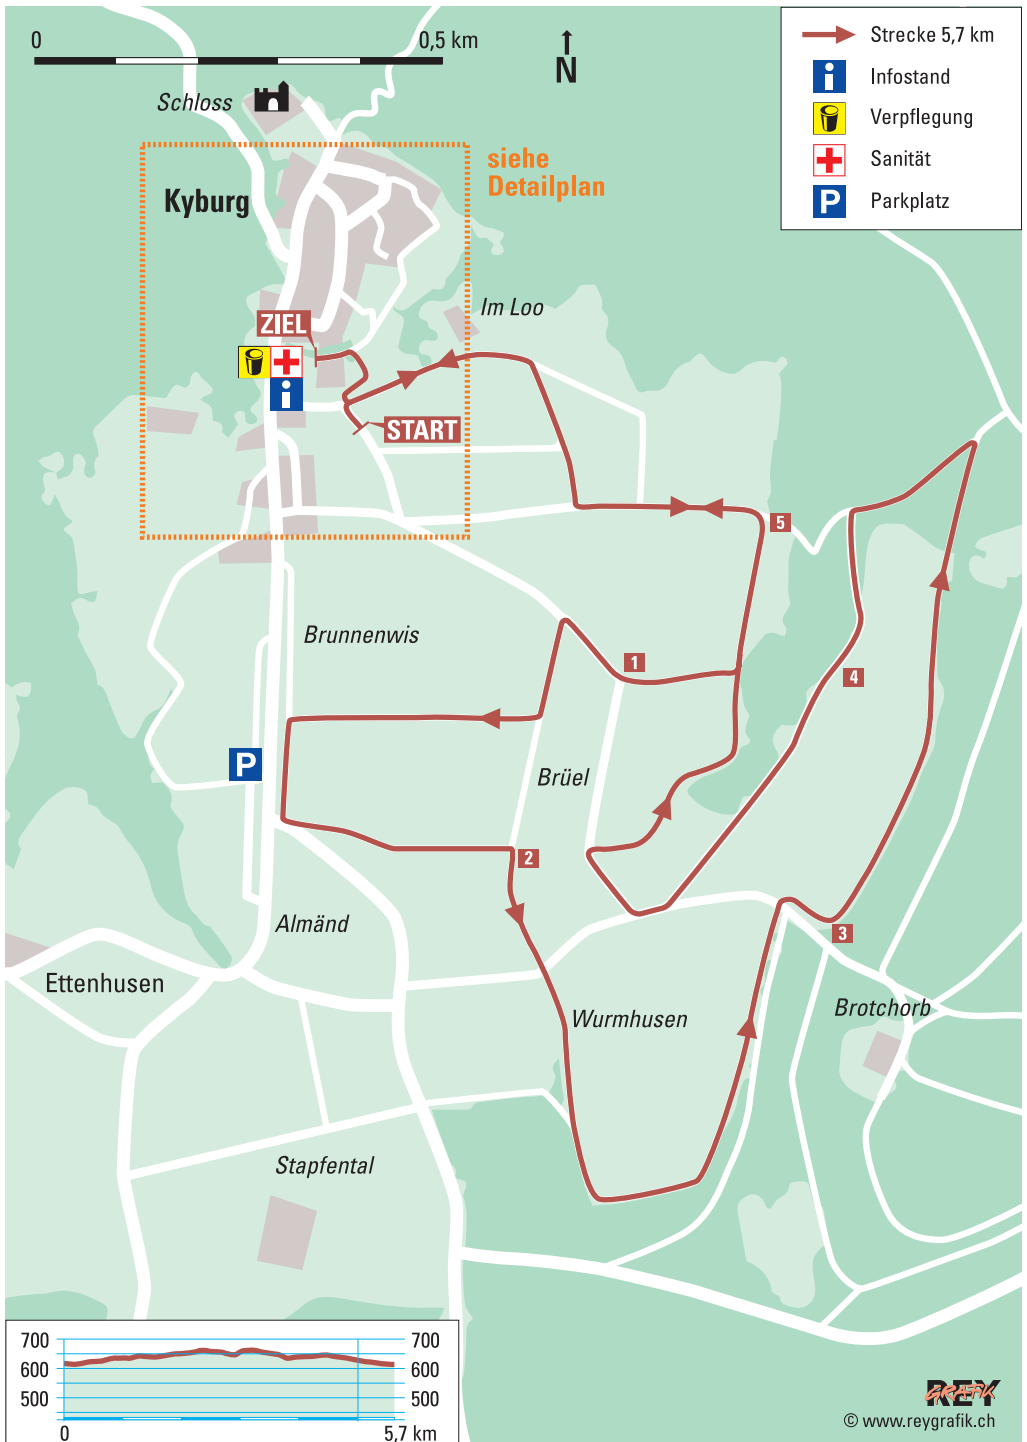 0
0,5 km
N
Strecke 5,7 km
i Infostand
Verpflegung
Sanität
P Parkplatz
Schloss
siehe
Detailplan
Kyburg
Im Loo
ZIEL
i
START
5
Brunnenwis
1
4
P
Brüel
2
Almänd
3
Ettenhusen
Wurmhusen
Brotchorb
Stapfental
700
700
600
600
500
500
0
5,7 km
REY
GRAFIK
© www.reygrafik.ch